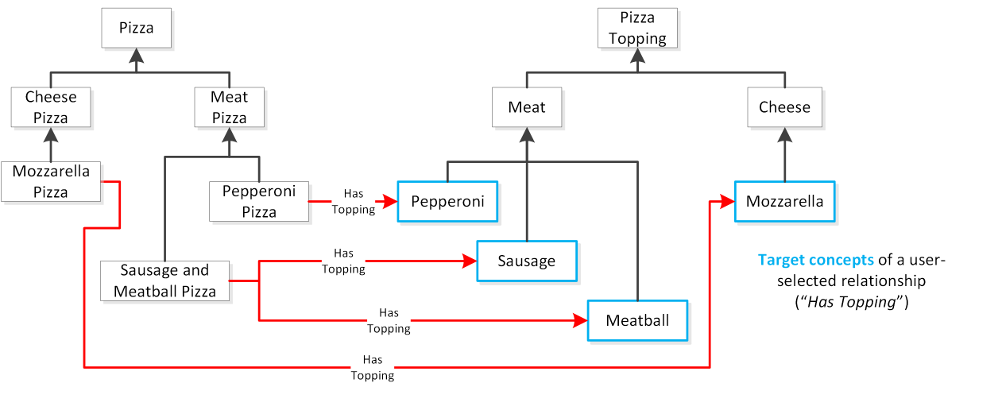 Pizza
Pizza
Topping
Cheese
Pizza
Meat
Pizza
Meat
Cheese
Mozzarella
Pizza
Pepperoni
Pizza
Has
Topping
Pepperoni
Mozzarella
Sausage and
Meatball Pizza
Has
Topping
Sausage
Target concepts of a user-
selected relationship
(“Has Topping”)
Has
Topping
Meatball
Has
Topping